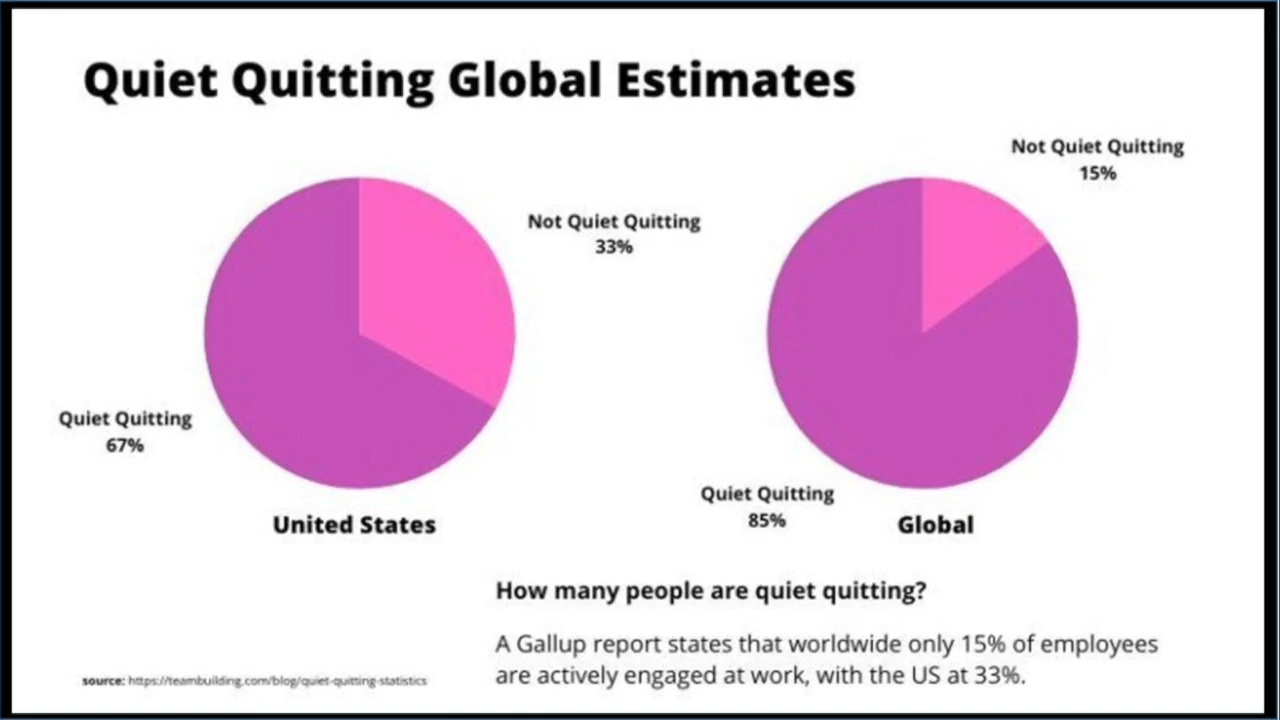 Quiet Quitting Global Estimates
Not Quiet Quitting
33%
Quiet Quitting
67%
United States
Not Quiet Quitting
15%
Quiet Quitting
85%
Global
How many people are quiet quitting?
A Gallup report states that worldwide only 15% of employees
are actively engaged at work, with the US at 33%.
source: https://teambuilding.com/blog/quiet-quitting-statistics